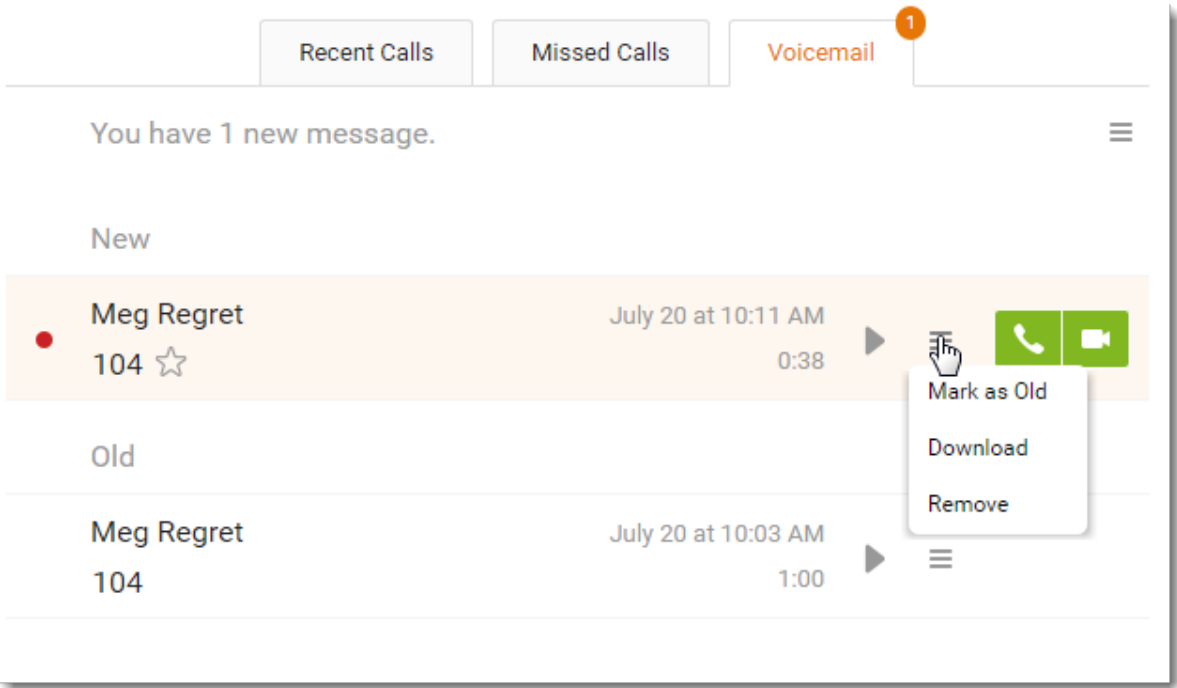 Recent Calls
Missed Calls
Voicemail
1
You have 1 new message.
New
Meg Regret
July 20 at 10:11 AM
104
0:38
Mark as Old
Download
Remove
Old
Meg Regret
July 20 at 10:03 AM
104
1:00